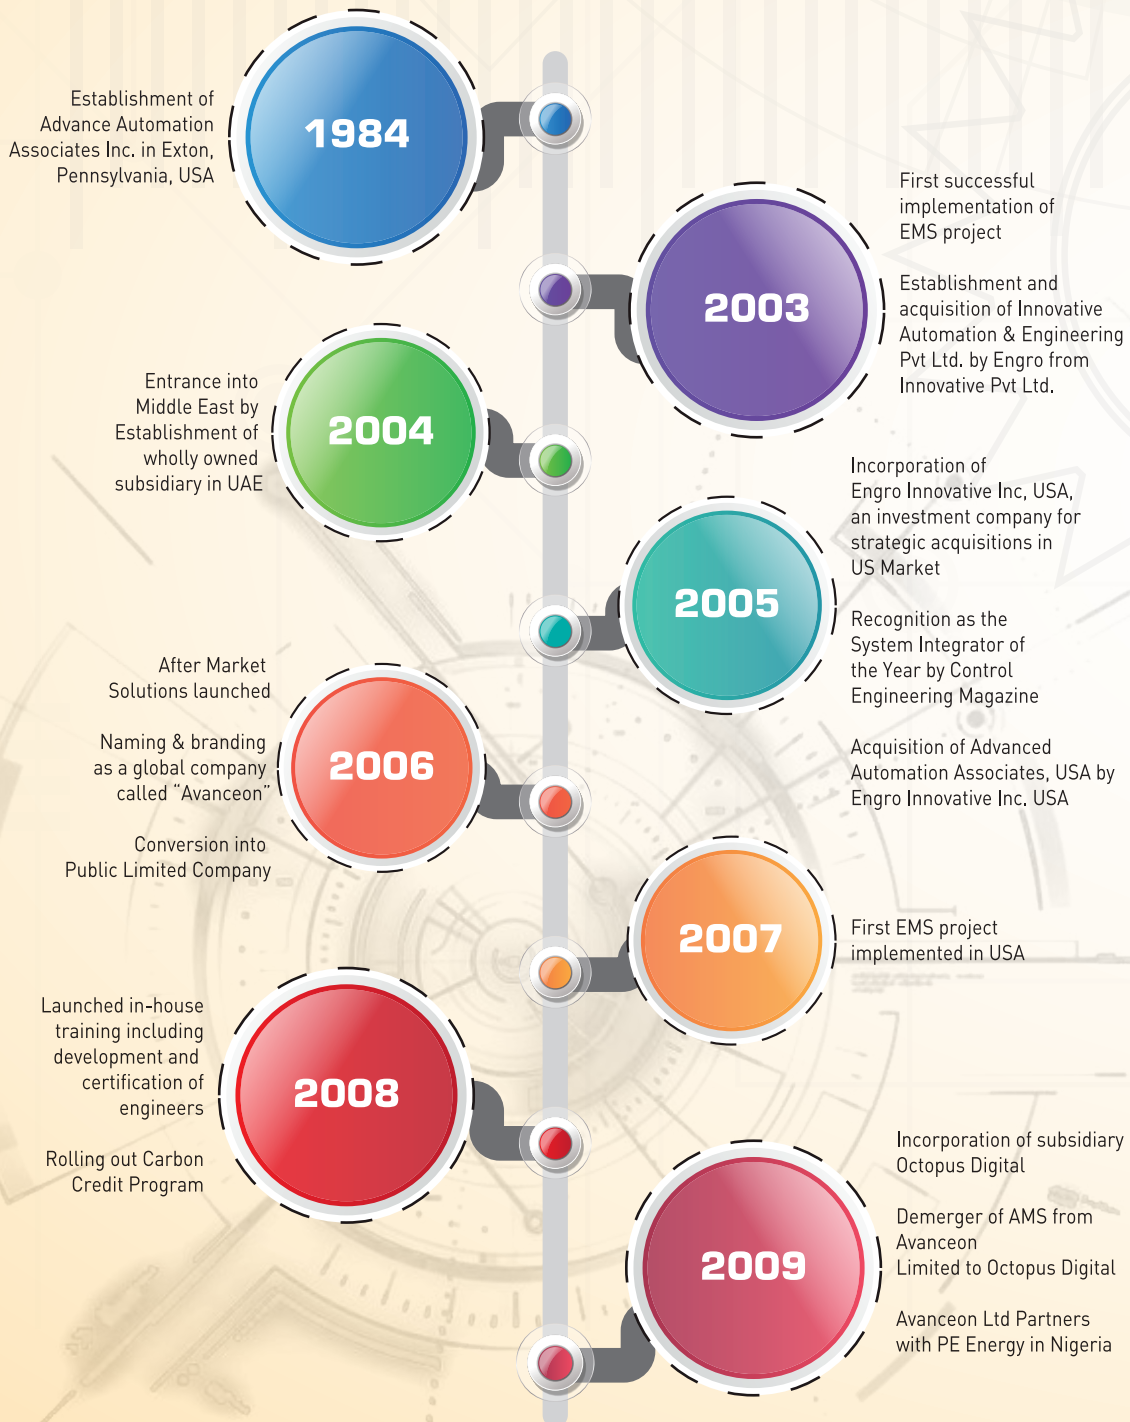 Establishment of
Advance Automation
Associates Inc. in Exton,
Pennsylvania, USA
1984
First successful
implementation of
EMS project
Establishment and
acquisition of Innovative
Automation & Engineering
Pvt Ltd. by Engro from
Innovative Pvt Ltd.
2003
Entrance into
Middle East by
Establishment of
wholly owned
subsidiary in UAE
2004
Incorporation of
Engro Innovative Inc, USA,
an investment company for
strategic acquisitions in
US Market
Recognition as the
System Integrator of
the Year by Control
Engineering Magazine
Acquisition of Advanced
Automation Associates, USA by
Engro Innovative Inc. USA
2005
After Market
Solutions launched
Naming & branding
as a global company
called “Avanceon”
Conversion into
Public Limited Company
2006
2007
First EMS project
implemented in USA
Launched in-house
training including
development and
certification of
engineers
Rolling out Carbon
Credit Program
2008
Incorporation of subsidiary
Octopus Digital
Demerger of AMS from
Avanceon
Limited to Octopus Digital
Avanceon Ltd Partners
with PE Energy in Nigeria
2009